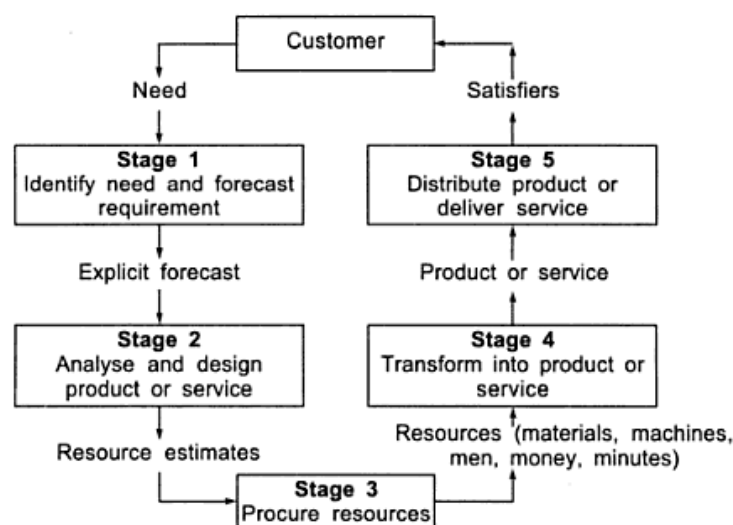 Customer
Need
Satisfiers
Stage 1
Identify need and forecast
requirement
Stage 5
Distribute product or
deliver service
Explicit forecast
Product or service
Stage 2
Analyse and design
product or service
Stage 4
Transform into product or
service
Resource estimates
Resources (materials, machines,
men, money, minutes)
Stage 3
Procure resources